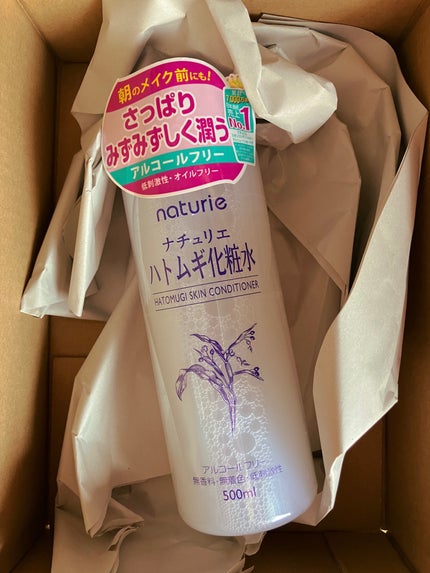 朝のメイク前にも!
さっぱり
みずみずしく潤う
アルコールフリー
低刺激性・オイルフリー
No.1
naturie
ナチュリエ
ハトムギ化粧水
HATOMUGI SKIN CONDITIONER
アルコールフリー
無香料・無着色・低刺激性
500ml